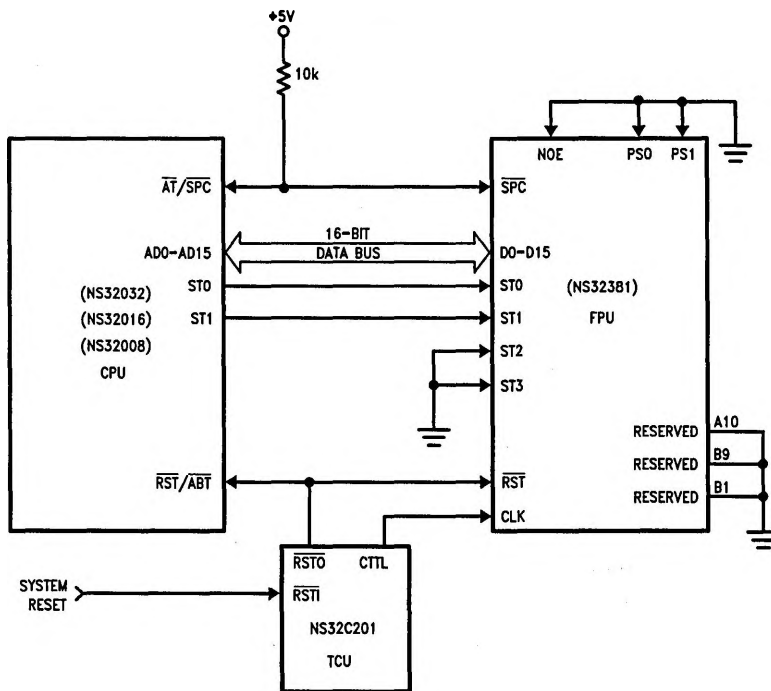 +5V
10k
NOE PS0 PS1
AT/SPC
SPC
16-BIT
DATA BUS
AD0-AD15
D0-D15
ST0
ST0
(NS32032)
(NS32016)
(NS32008)
CPU
ST1
ST1
(NS32381)
FPU
ST2
ST3
RESERVED A10
RESERVED B9
RESERVED B1
RST/ABT
RST
CLK
RSTO CTTL
RSTI
SYSTEM
RESET
NS32C201
TCU